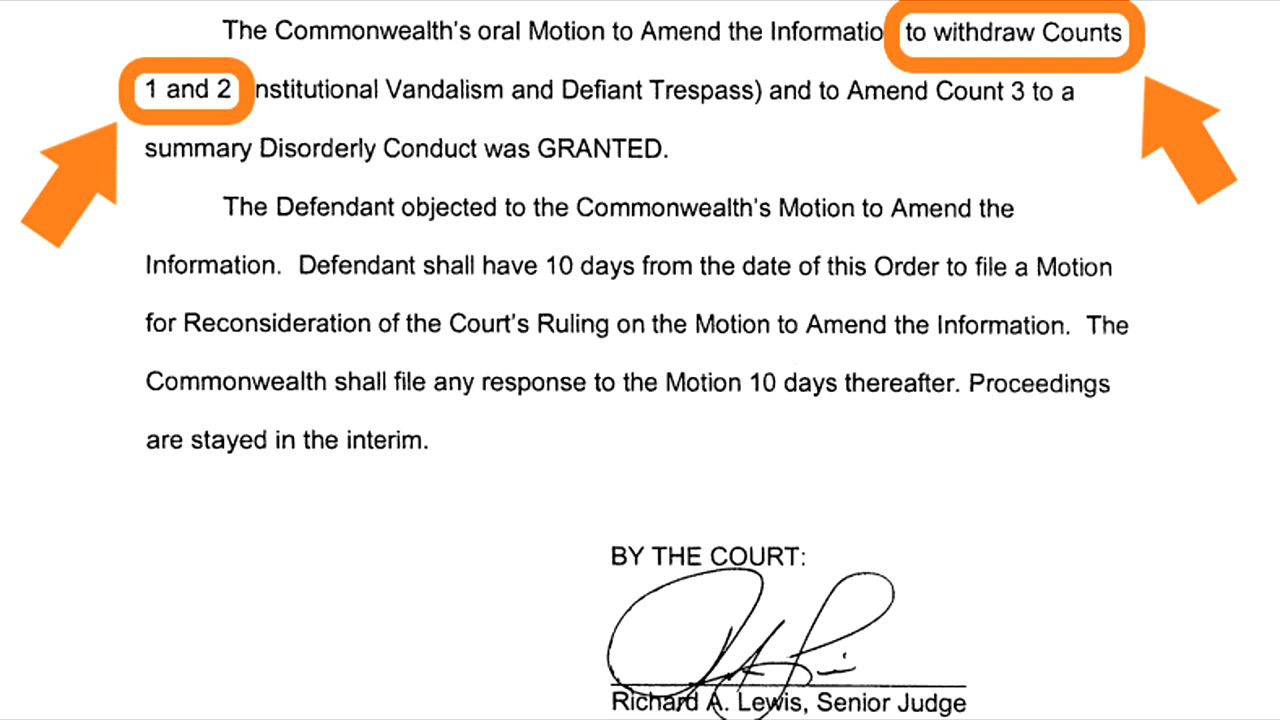 The Commonwealth's oral Motion to Amend the Informatio to withdraw Counts
1 and 2 nstitutional Vandalism and Defiant Trespass) and to Amend Count 3 to a
summary Disorderly Conduct was GRANTED.
The Defendant objected to the Commonwealth's Motion to Amend the
Information. Defendant shall have 10 days from the date of this Order to file a Motion
for Reconsideration of the Court's Ruling on the Motion to Amend the Information. The
Commonwealth shall file any response to the Motion 10 days thereafter. Proceedings
are stayed in the interim.
BY THE COURT:
Richard A. Lewis, Senior Judge